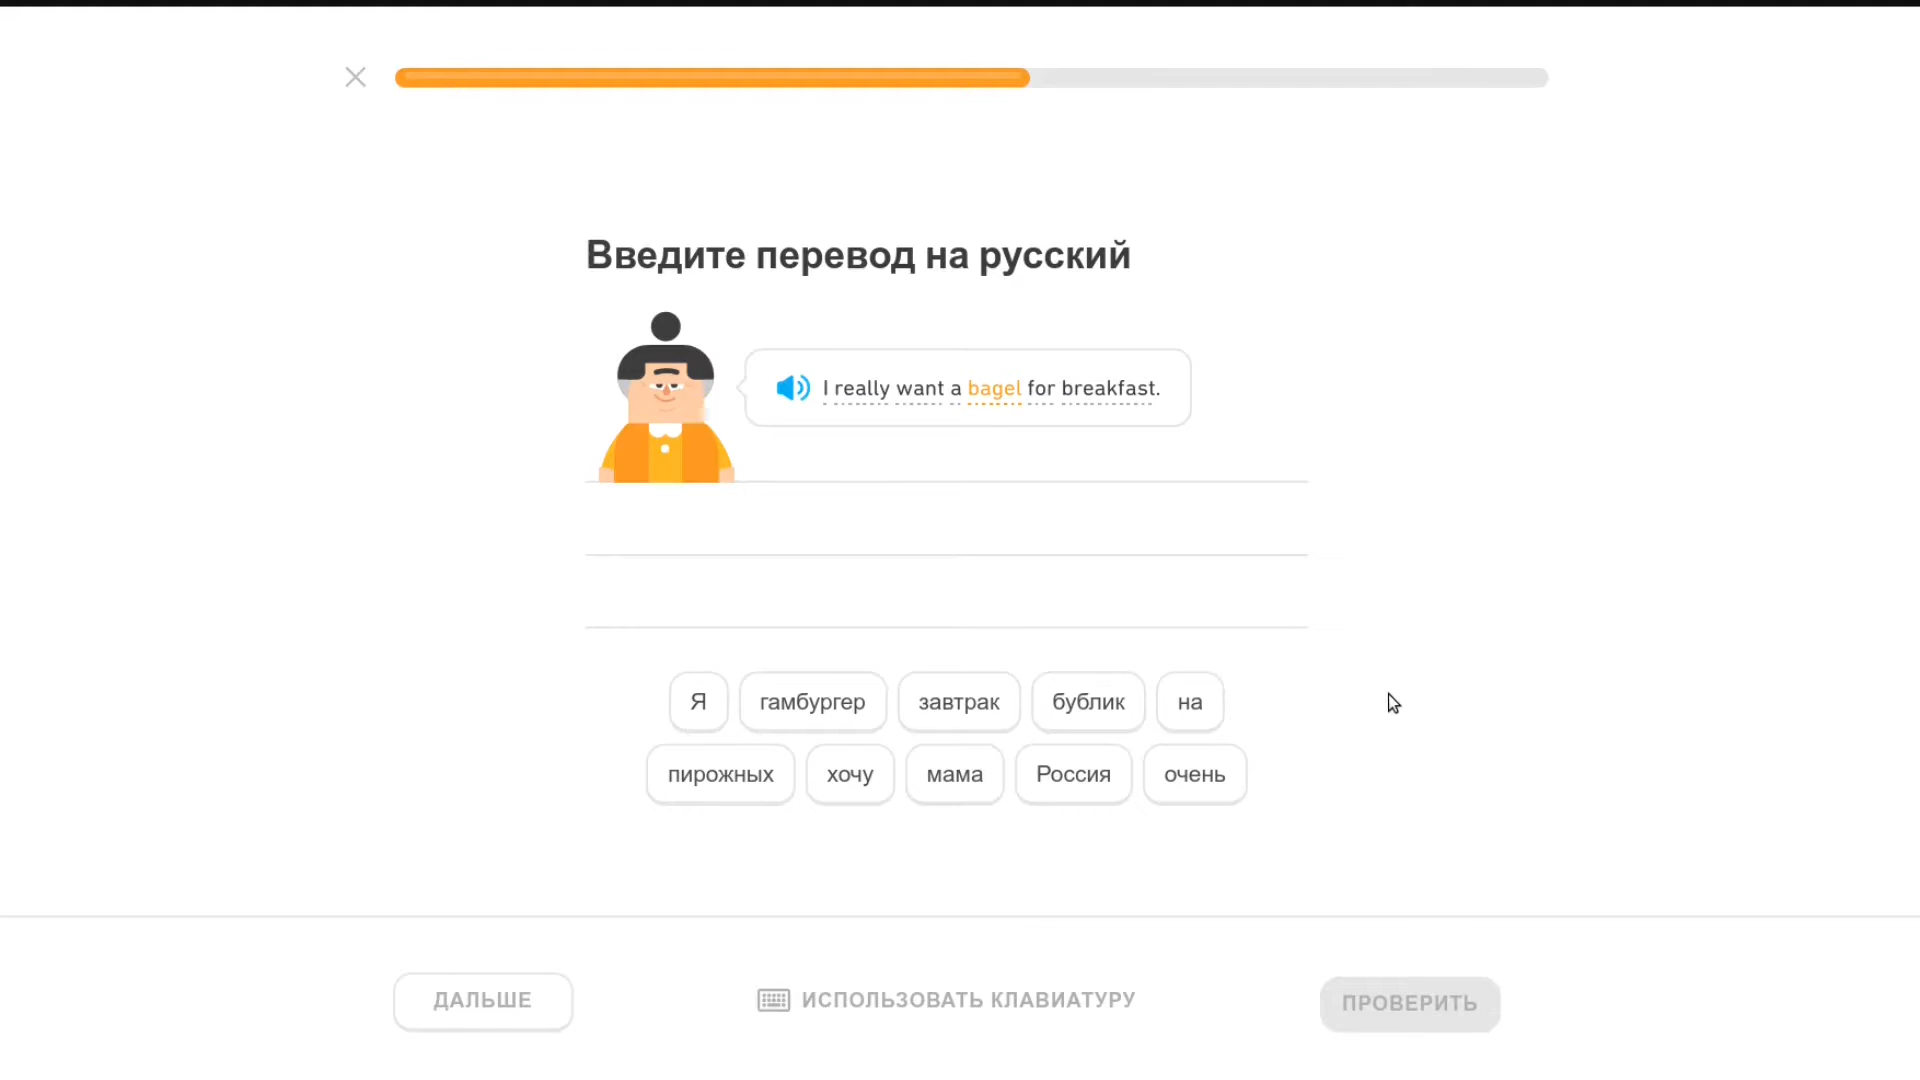 Введите перевод на русский
I really want a bagel for breakfast.
Я гамбургер завтрак бублик на
пирожных хочу мама Россия очень
ДАЛЬШЕ ИСПОЛЬЗОВАТЬ КЛАВИАТУРУ ПРОВЕРИТЬ